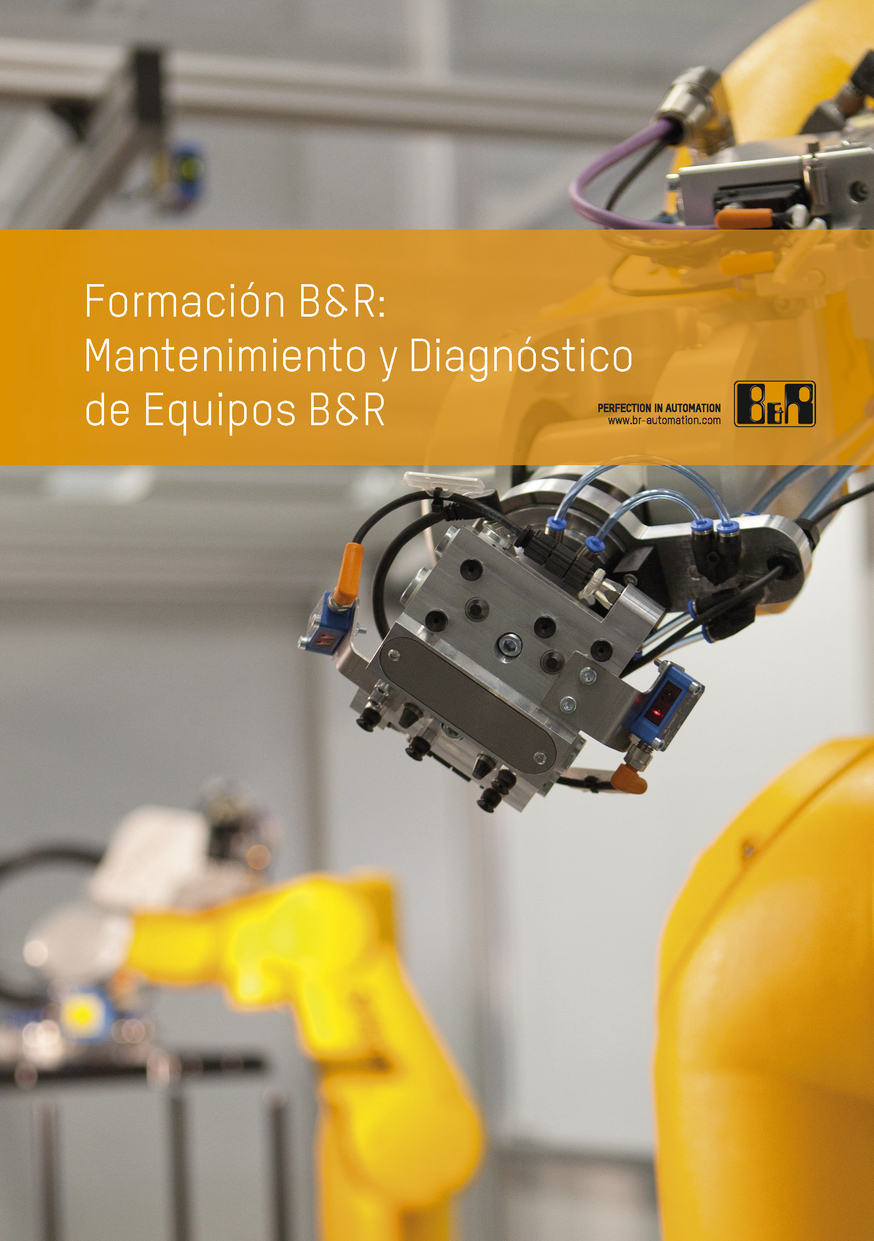 Formación B&R:
Mantenimiento y Diagnóstico
de Equipos B&R
PERFECTION IN AUTOMATION
www.br-automation.com
B&R